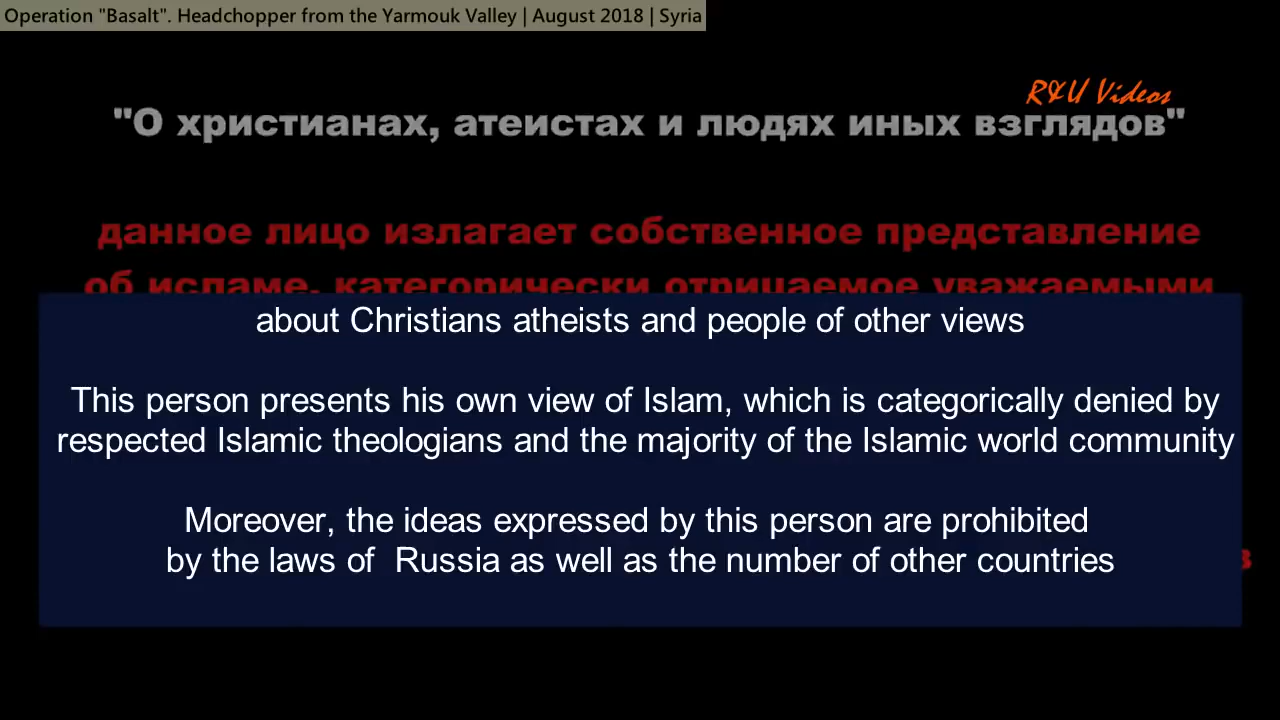 Operation "Basalt". Headchopper from the Yarmouk Valley | August 2018 | Syria
R&U Videos
"О христианах, атеистах и людях иных взглядов"
данное лицо излагает собственное представление
об исламе, категорически отрицаемое уважаемыми
about Christians atheists and people of other views
This person presents his own view of Islam, which is categorically denied by
respected Islamic theologians and the majority of the Islamic world community
Moreover, the ideas expressed by this person are prohibited
by the laws of Russia as well as the number of other countries